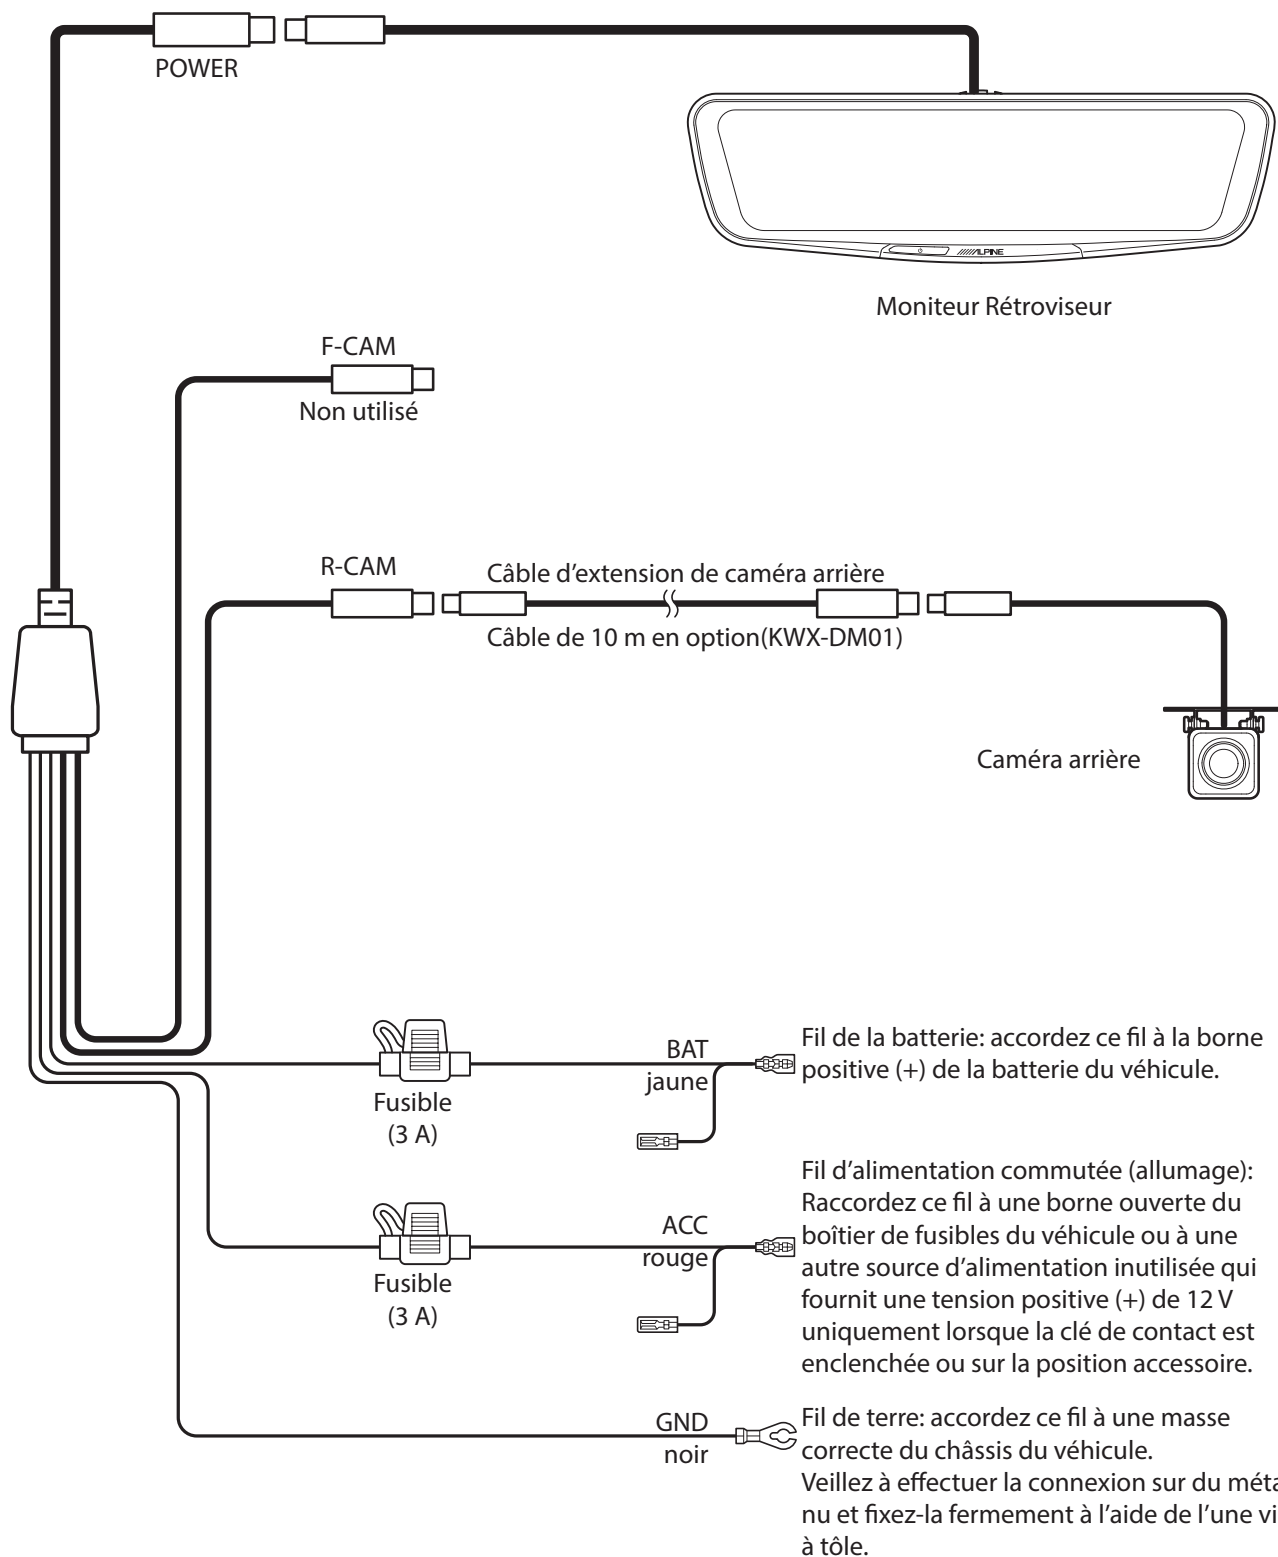 POWER
ALPINE
Moniteur Rétroviseur
F-CAM
Non utilisé
R-CAM
Câble d’extension de caméra arrière
Câble de 10 m en option(KWX-DM01)
Caméra arrière
Fusible
(3 A)
BAT
jaune
Fil de la batterie: accordez ce fil à la borne
positive (+) de la batterie du véhicule.
Fusible
(3 A)
ACC
rouge
Fil d’alimentation commutée (allumage):
Raccordez ce fil à une borne ouverte du
boîtier de fusibles du véhicule ou à une
autre source d’alimentation inutilisée qui
fournit une tension positive (+) de 12 V
uniquement lorsque la clé de contact est
enclenchée ou sur la position accessoire.
GND
noir
Fil de terre: accordez ce fil à une masse
correcte du châssis du véhicule.
Veillez à effectuer la connexion sur du méta
nu et fixez-la fermement à l’aide de l’une vi
à tôle.